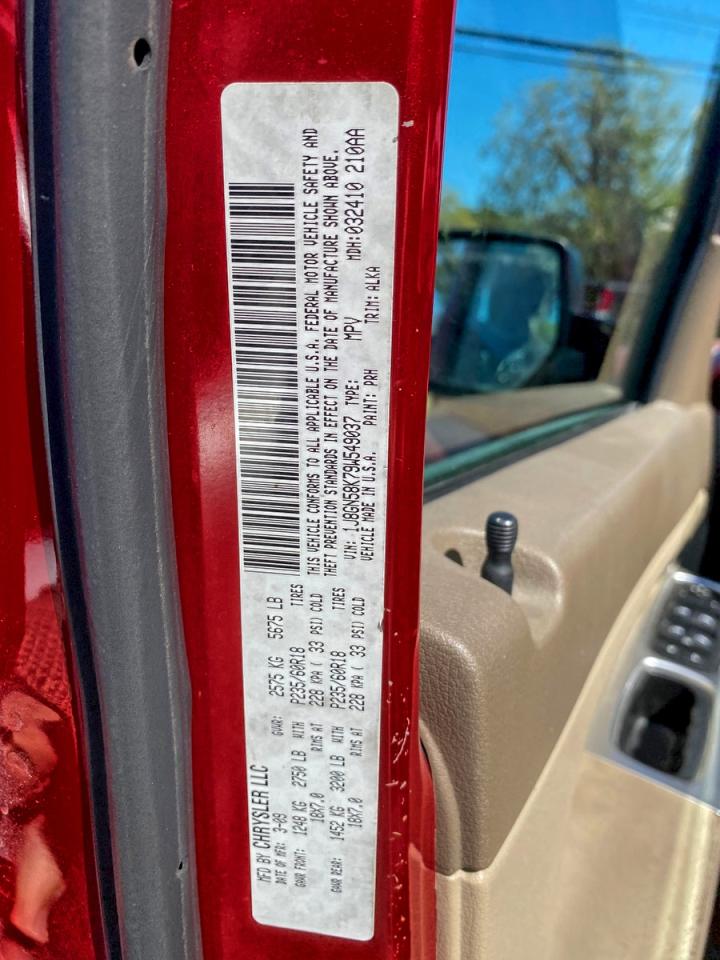 MFD BY CHRYSLER LLC
DATE OF MFR: 3-09 GVWR: 2575 KG 5675 LB
GAWR FRONT: 1248 KG 2750 LB WITH P235/60R18 TIRES
18X7.0 RIMS AT 228 KPA ( 33 PSI) COLD
GAWR REAR: 1452 KG 3200 LB WITH P235/60R18 TIRES
18X7.0 RIMS AT 228 KPA ( 33 PSI) COLD
THIS VEHICLE CONFORMS TO ALL APPLICABLE U.S.A. FEDERAL MOTOR VEHICLE SAFETY AND
THEFT PREVENTION STANDARDS IN EFFECT ON THE DATE OF MANUFACTURE SHOWN ABOVE.
VIN: 1J8GN58K79W549037 TYPE: MPV MDH: 032410 210AA
VEHICLE MADE IN U.S.A. PAINT: PRH TRIM: ALKA